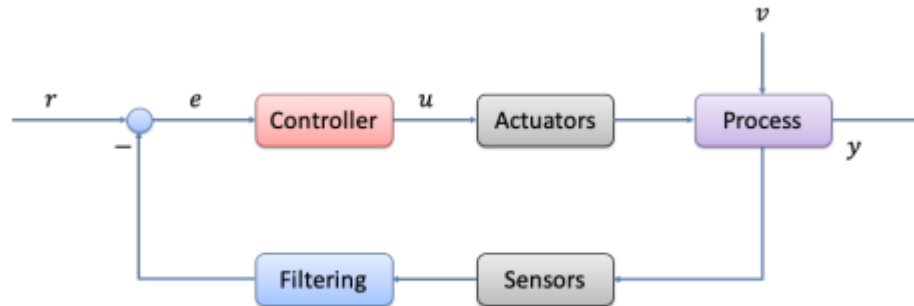 v
r
e
Controller
u
Actuators
Process
y
−
Filtering
Sensors